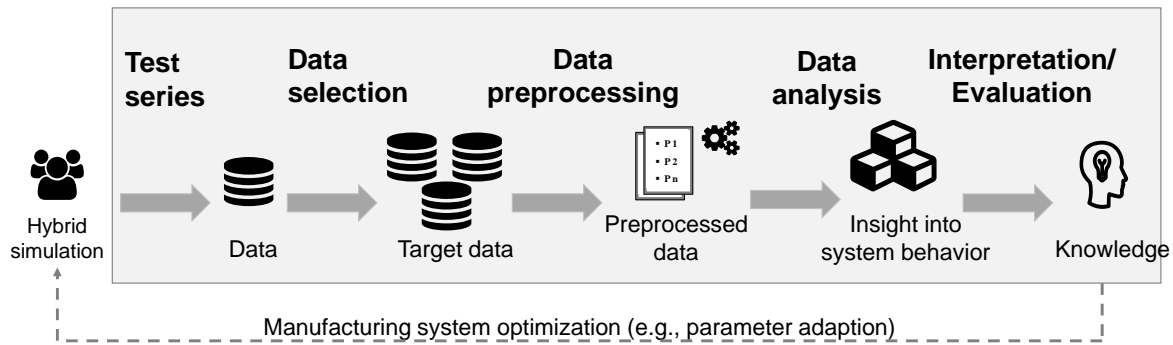 Test
series
Data
selection
Data
preprocessing
Data
analysis
Interpretation/
Evaluation
▪ P1
▪ P2
▪ Pn
Hybrid
simulation
Data
Target data
Preprocessed
data
Insight into
system behavior
Knowledge
Manufacturing system optimization (e.g., parameter adaption)